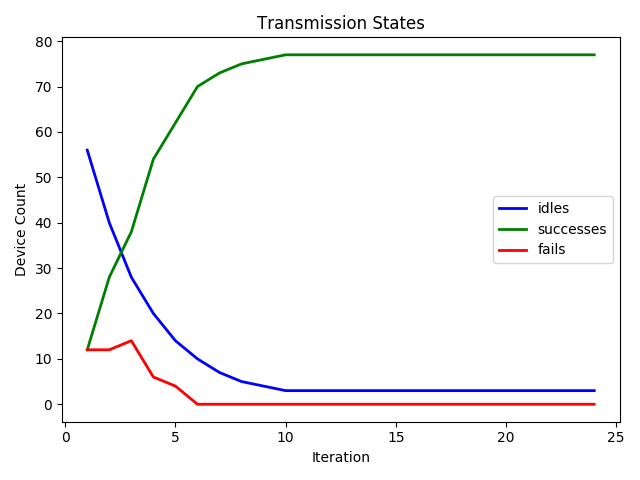 Transmission States
80
70
60
50
40
30
20
10
0
Device Count
idles
successes
fails
0 5 10 15 20 25
Iteration